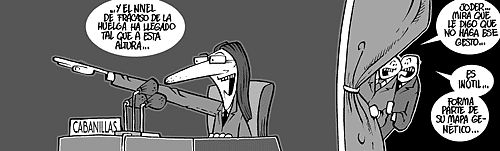 ...Y EL NIVEL
DE FRACASO DE LA
HUELGA HA LLEGADO
TAL QUE A ESTA
ALTURA...
CABANILLAS
JODER...
MIRA QUE
LE DIGO QUE
NO HAGA ESE
GESTO...
ES
INÚTIL...
FORMA
PARTE DE
SU MAPA GE-
NÉTICO...